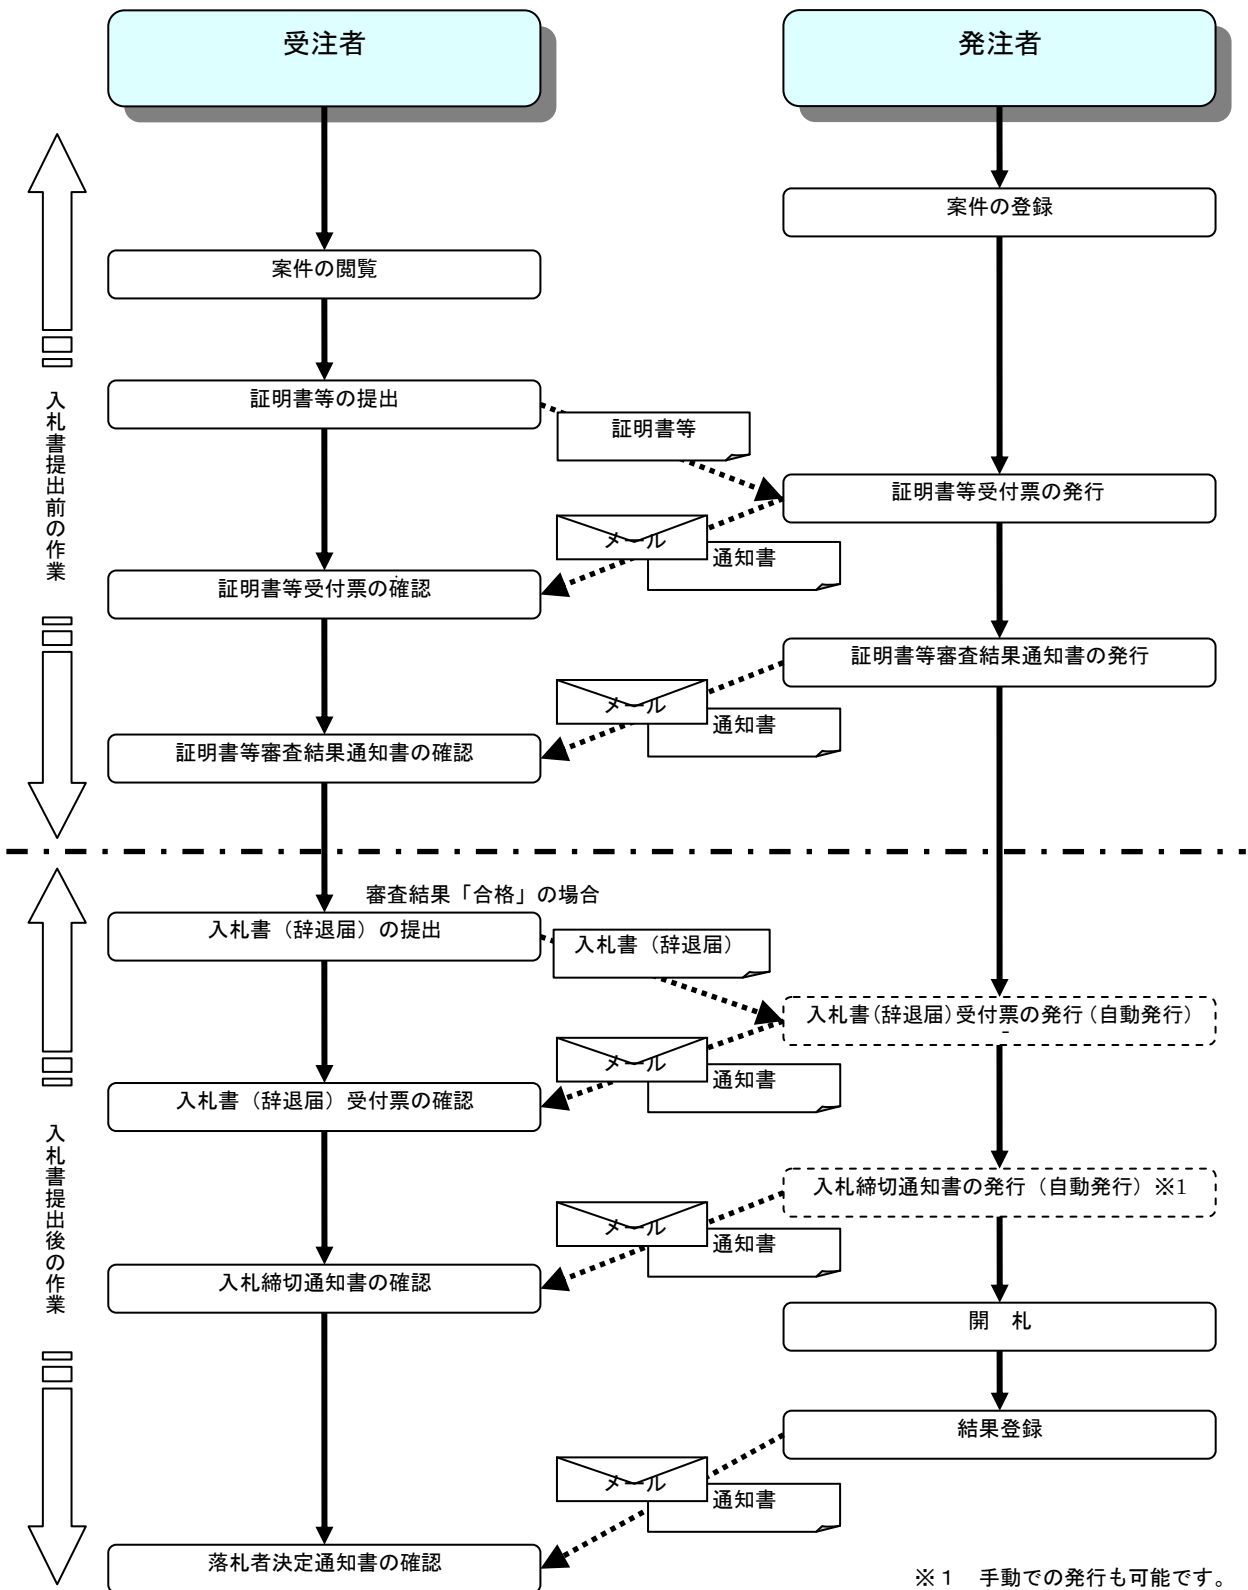 受注者
発注者
案件の登録
案件の閲覧
証明書等の提出
証明書等
証明書等受付票の発行
メール
通知書
証明書等受付票の確認
証明書等審査結果通知書の発行
メール
通知書
証明書等審査結果通知書の確認
入札書提出前の作業
審査結果「合格」の場合
入札書（辞退届）の提出
入札書（辞退届）
入札書(辞退届)受付票の発行(自動発行)
メール
通知書
入札書（辞退届）受付票の確認
入札締切通知書の発行（自動発行）※1
メール
通知書
入札締切通知書の確認
開　札
結果登録
メール
通知書
落札者決定通知書の確認
入札書提出後の作業
※１　手動での発行も可能です。